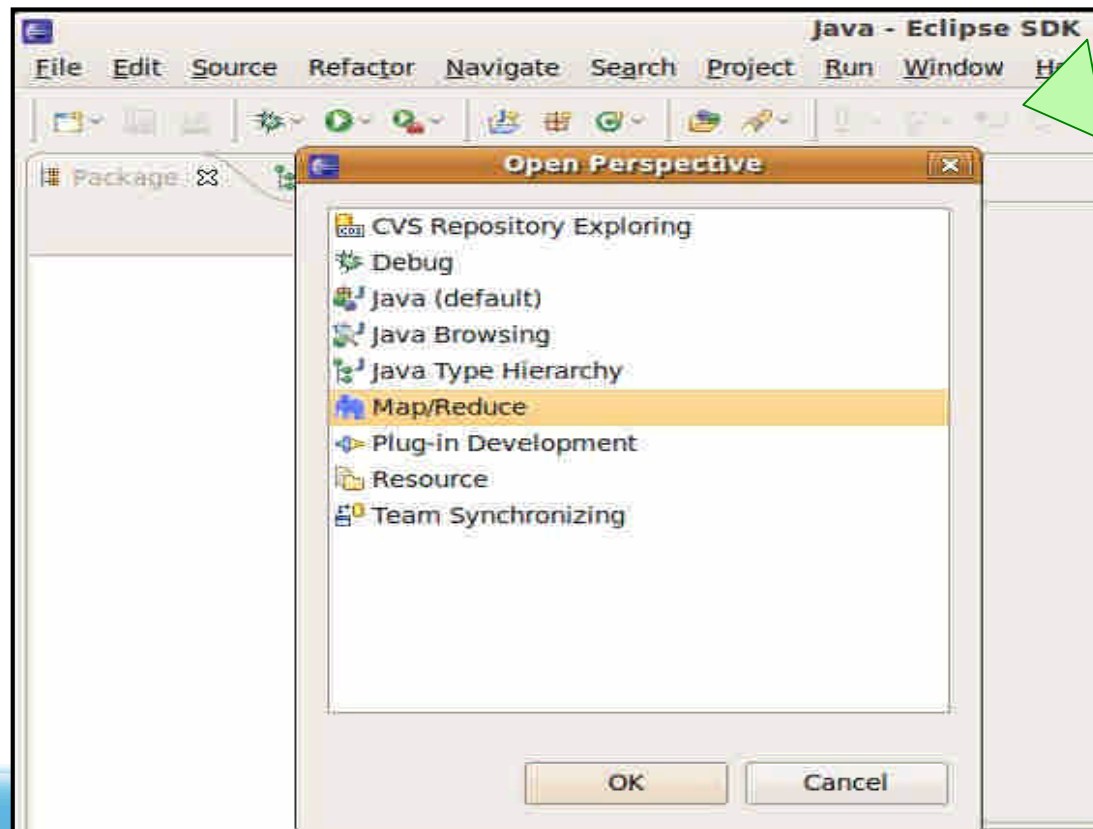 Java - Eclipse SDK
File Edit Source Refactor Navigate Search Project Run Window
Package
Open Perspective
CVS Repository Exploring
Debug
Java (default)
Java Browsing
Java Type Hierarchy
Map/Reduce
Plug-in Development
Resource
Team Synchronizing
OK Cancel